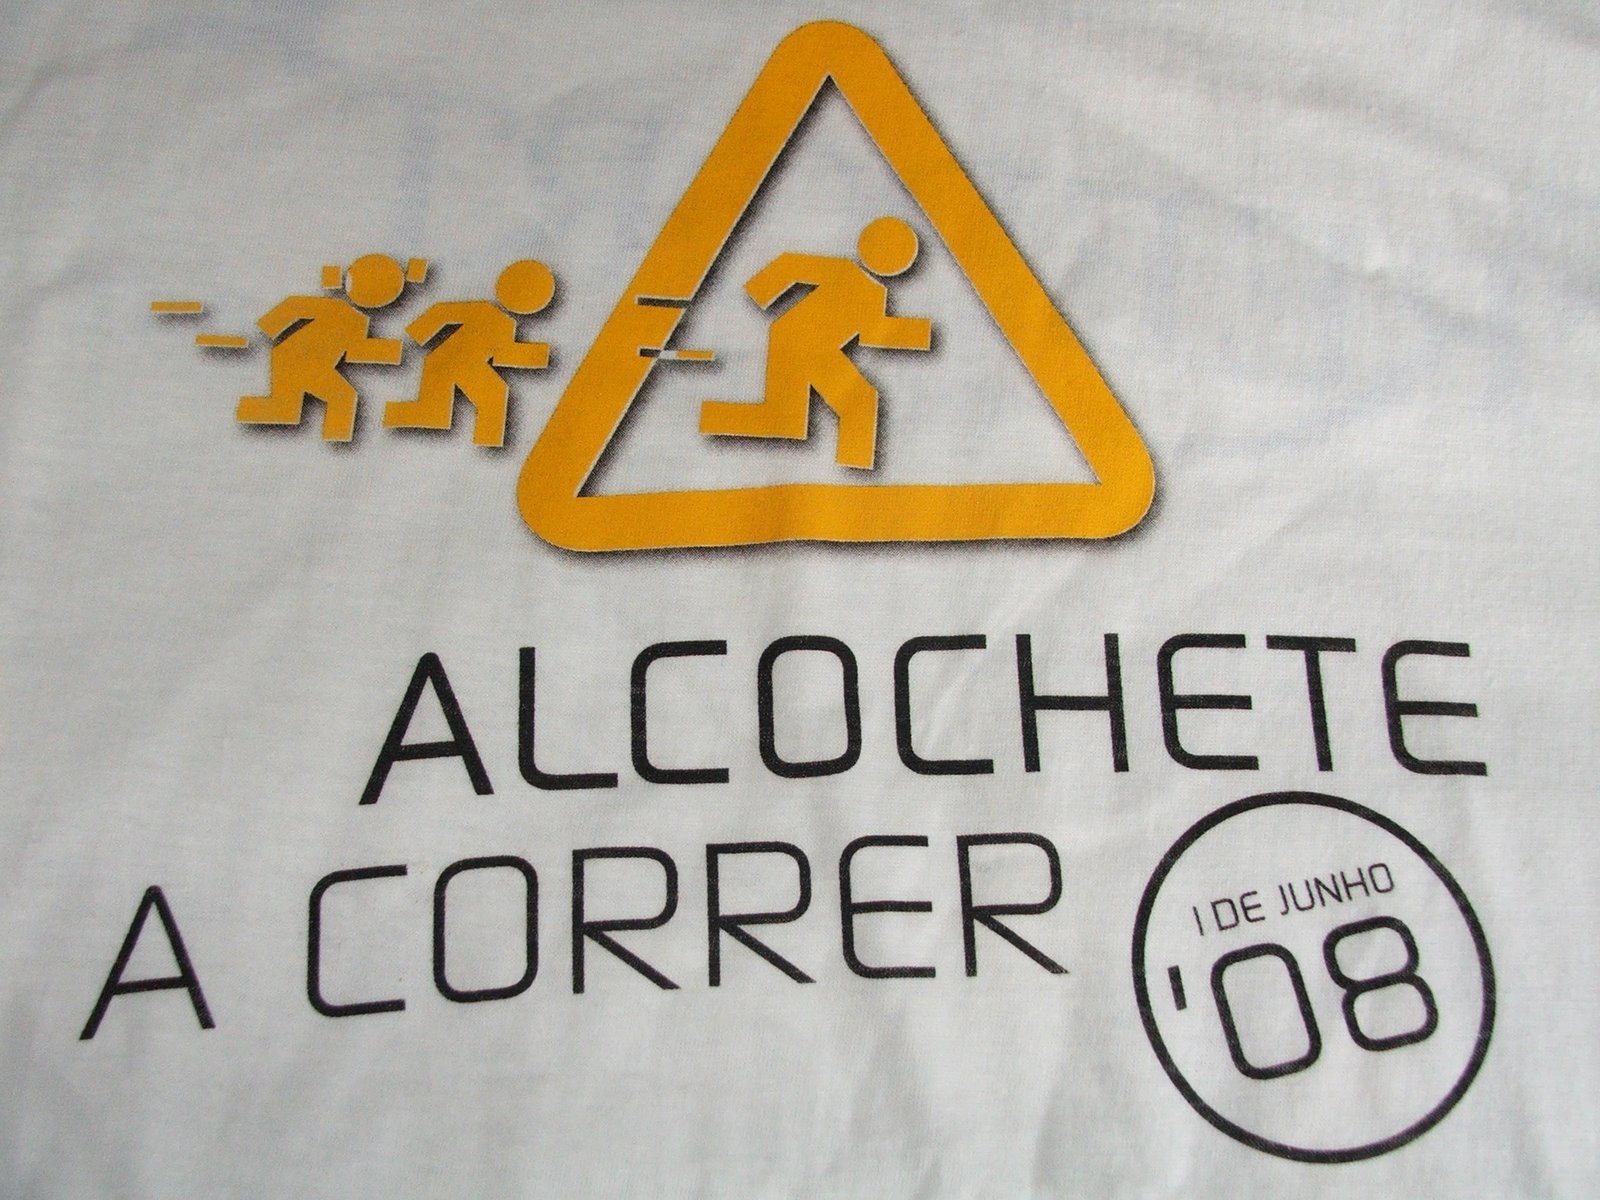 ALCOCHETE
A CORRER
1 DE JUNHO
'08